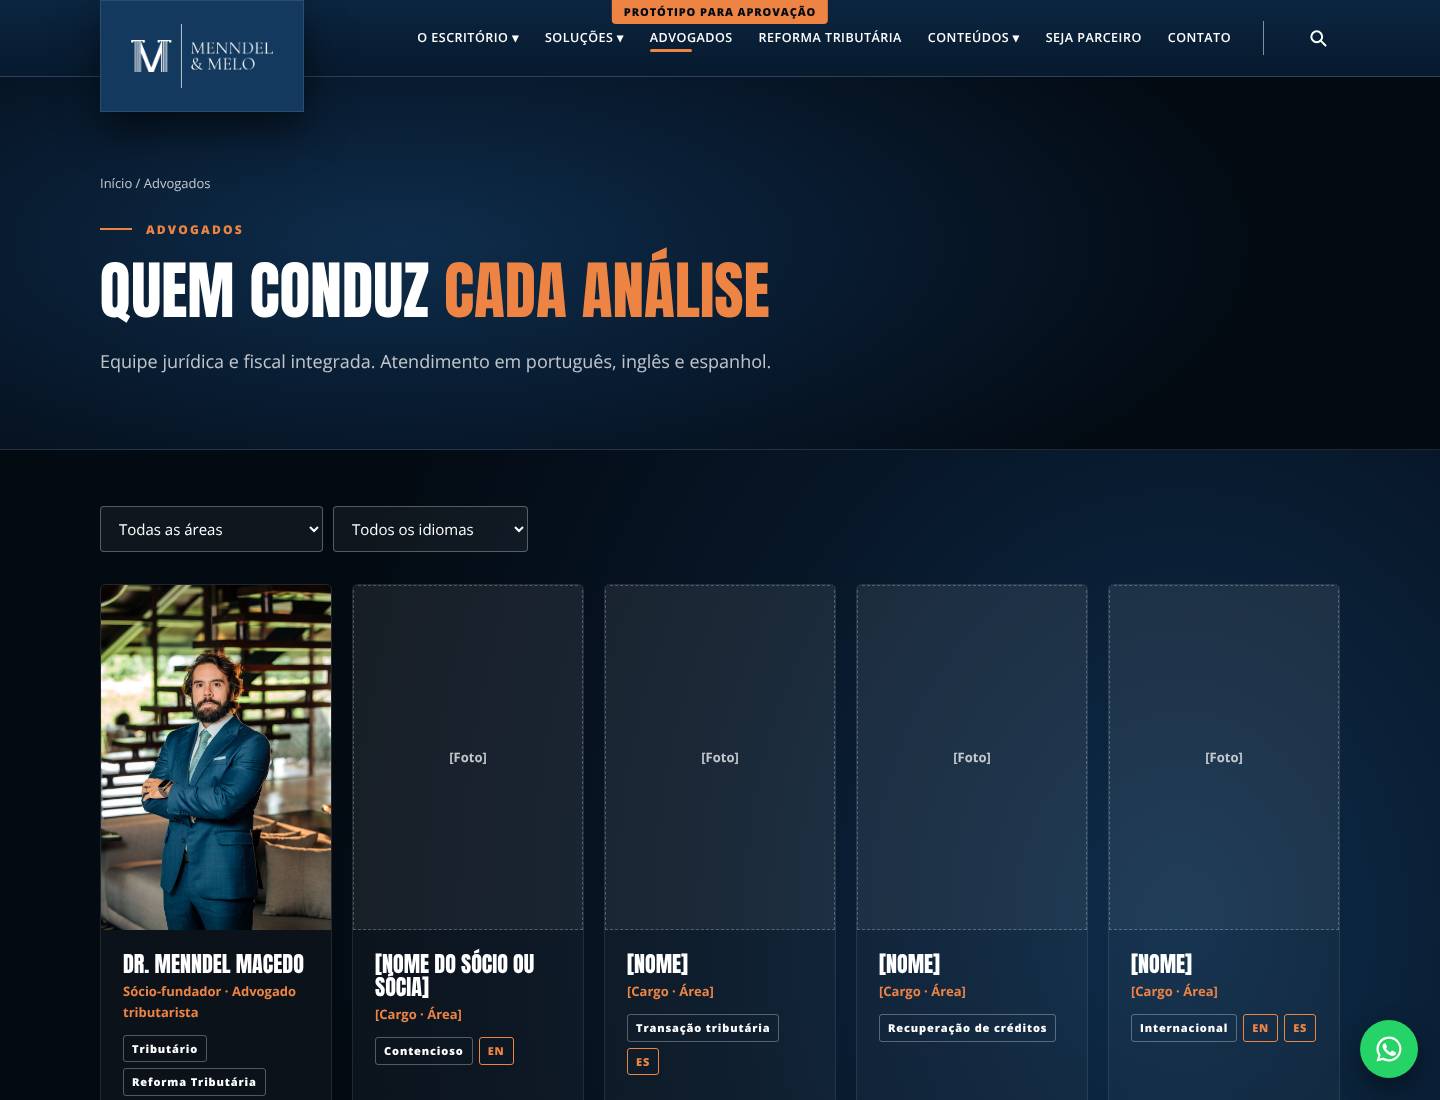 PROTÓTIPO PARA APROVAÇÃO
MENNDEL
& MELO
O ESCRITÓRIO ▾ SOLUÇÕES ▾ ADVOGADOS REFORMA TRIBUTÁRIA CONTEÚDOS ▾ SEJA PARCEIRO CONTATO
Início / Advogados
ADVOGADOS
QUEM CONDUZ CADA ANÁLISE
Equipe jurídica e fiscal integrada. Atendimento em português, inglês e espanhol.
Todas as áreas Todos os idiomas
[Foto] [Foto] [Foto] [Foto]
DR. MENNDEL MACEDO
Sócio-fundador · Advogado
tributarista
Tributário
Reforma Tributária
[NOME DO SÓCIO OU
SÓCIA]
[Cargo · Área]
Contencioso EN
[NOME]
[Cargo · Área]
Transação tributária
ES
[NOME]
[Cargo · Área]
Recuperação de créditos
[NOME]
[Cargo · Área]
Internacional EN ES